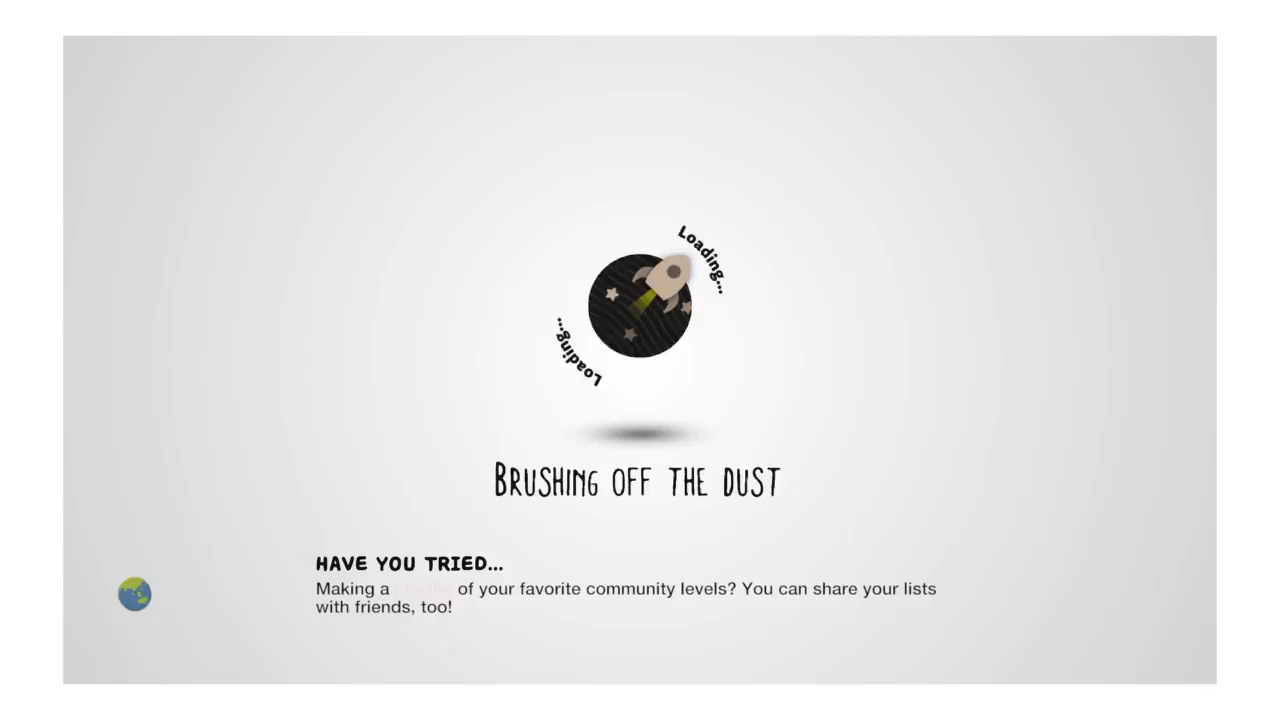 Loading...
Loading...
BRUSHING OFF THE DUST
HAVE YOU TRIED...
Making a playlist of your favorite community levels? You can share your lists
with friends, too!